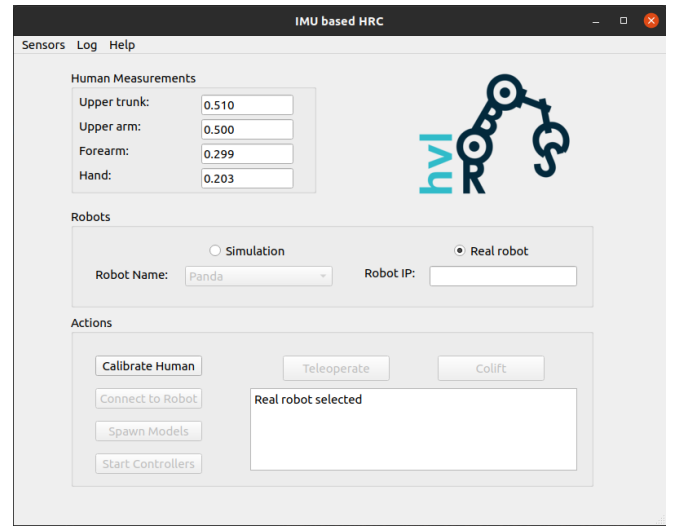 IMU based HRC
Sensors Log Help
Human Measurements
Upper trunk: 0.510
Upper arm: 0.500
Forearm: 0.299
Hand: 0.203
hvl
ROBOTICS
Robots
Simulation Real robot
Robot Name: Panda Robot IP:
Actions
Calibrate Human Teleoperate Colift
Connect to Robot Real robot selected
Spawn Models
Start Controllers